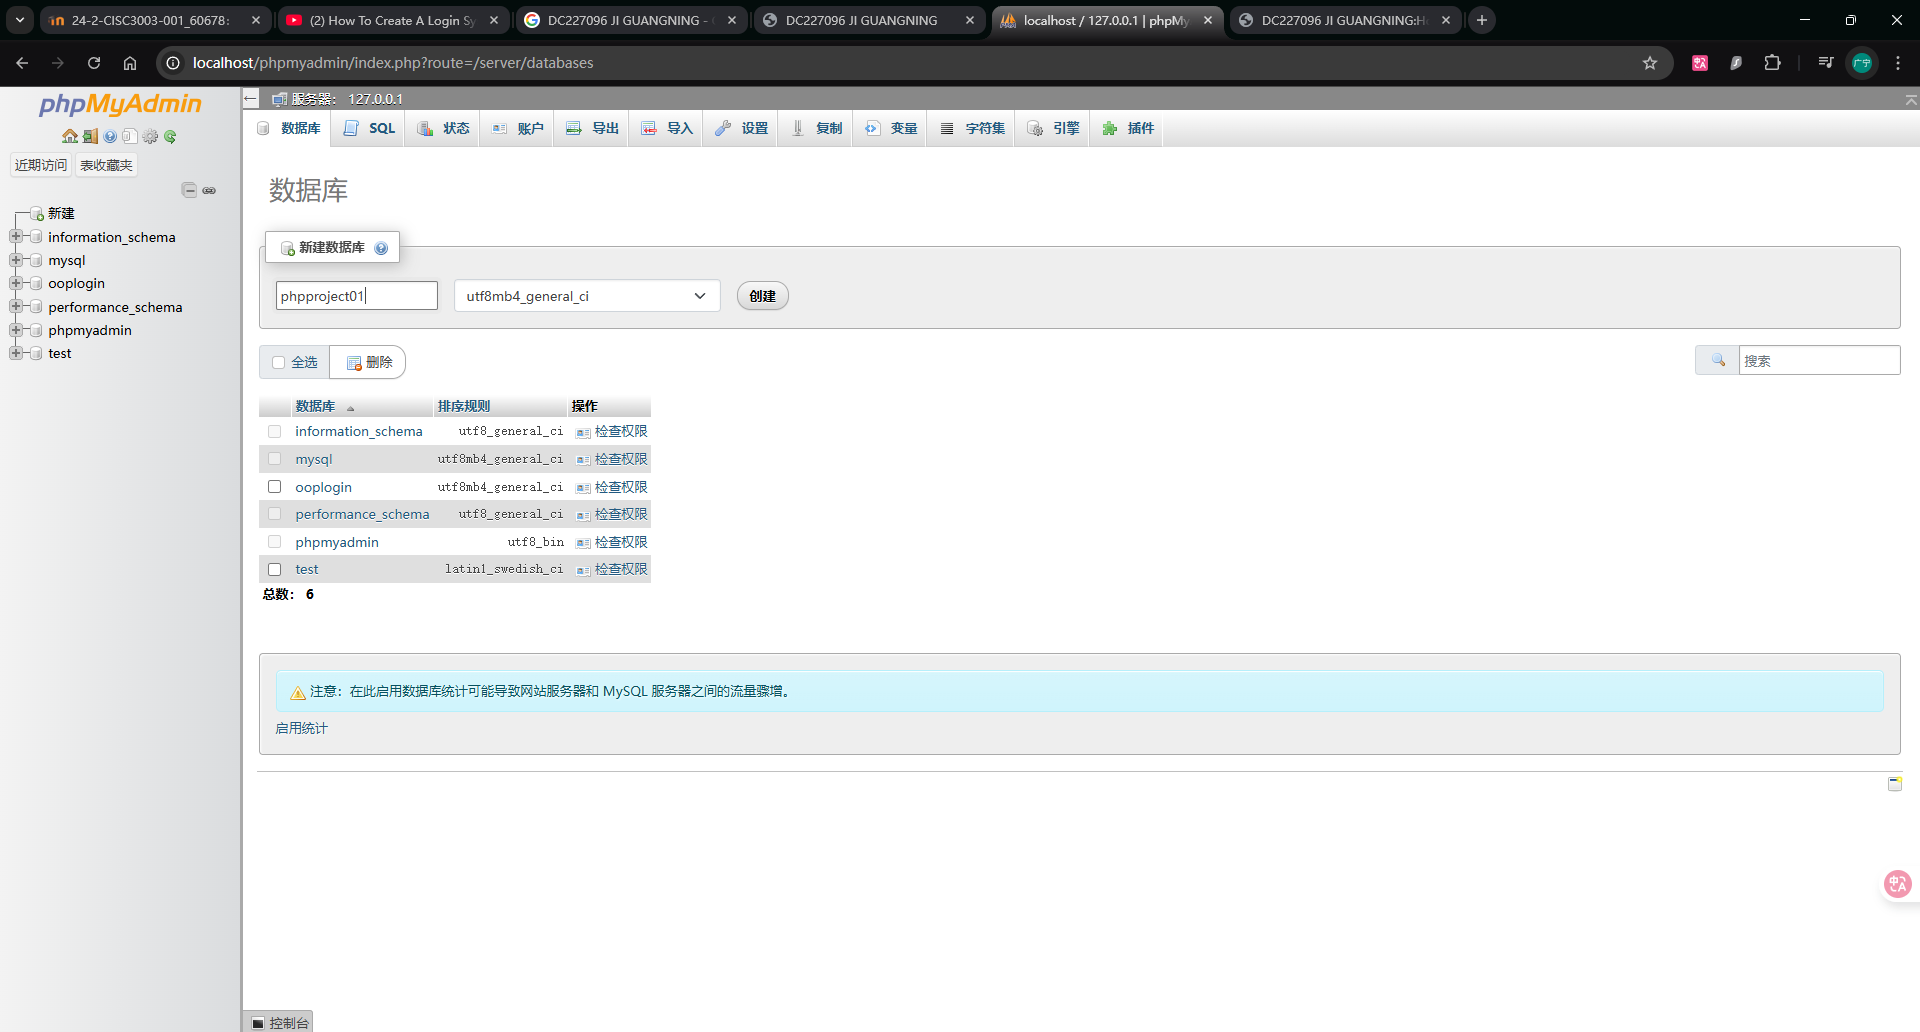 24-2-CISC3003-001_60678:
(2) How To Create A Login Sy
DC227096 JI GUANGNING -
DC227096 JI GUANGNING
localhost / 127.0.0.1 | phpMy
DC227096 JI GUANGNING:H
localhost/phpmyadmin/index.php?route=/server/databases
广宁
phpMyAdmin
近期访问 表收藏夹
新建
information_schema
mysql
ooplogin
performance_schema
phpmyadmin
test
服务器: 127.0.0.1
数据库 SQL 状态 账户 导出 导入 设置 复制 变量 字符集 引擎 插件
数据库
新建数据库
phpproject01 utf8mb4_general_ci 创建
全选 删除 搜索
数据库 排序规则 操作
information_schema utf8_general_ci 检查权限
mysql utf8mb4_general_ci 检查权限
ooplogin utf8mb4_general_ci 检查权限
performance_schema utf8_general_ci 检查权限
phpmyadmin utf8_bin 检查权限
test latin1_swedish_ci 检查权限
总数: 6
注意: 在此启用数据库统计可能导致网站服务器和 MySQL 服务器之间的流量骤增。
启用统计
控制台